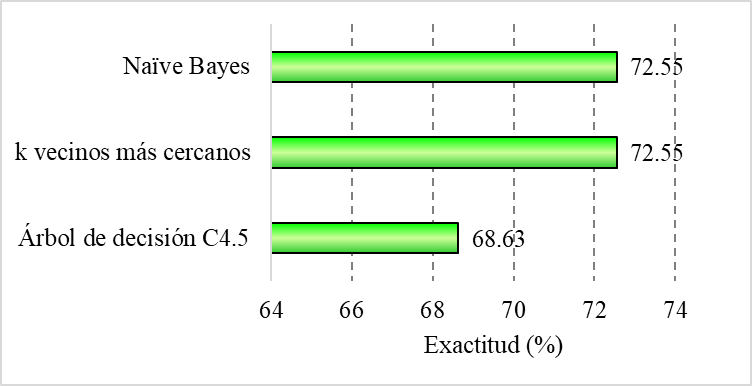 Naïve Bayes
72.55
k vecinos más cercanos
72.55
Árbol de decisión C4.5
68.63
64 66 68 70 72 74
Exactitud (%)